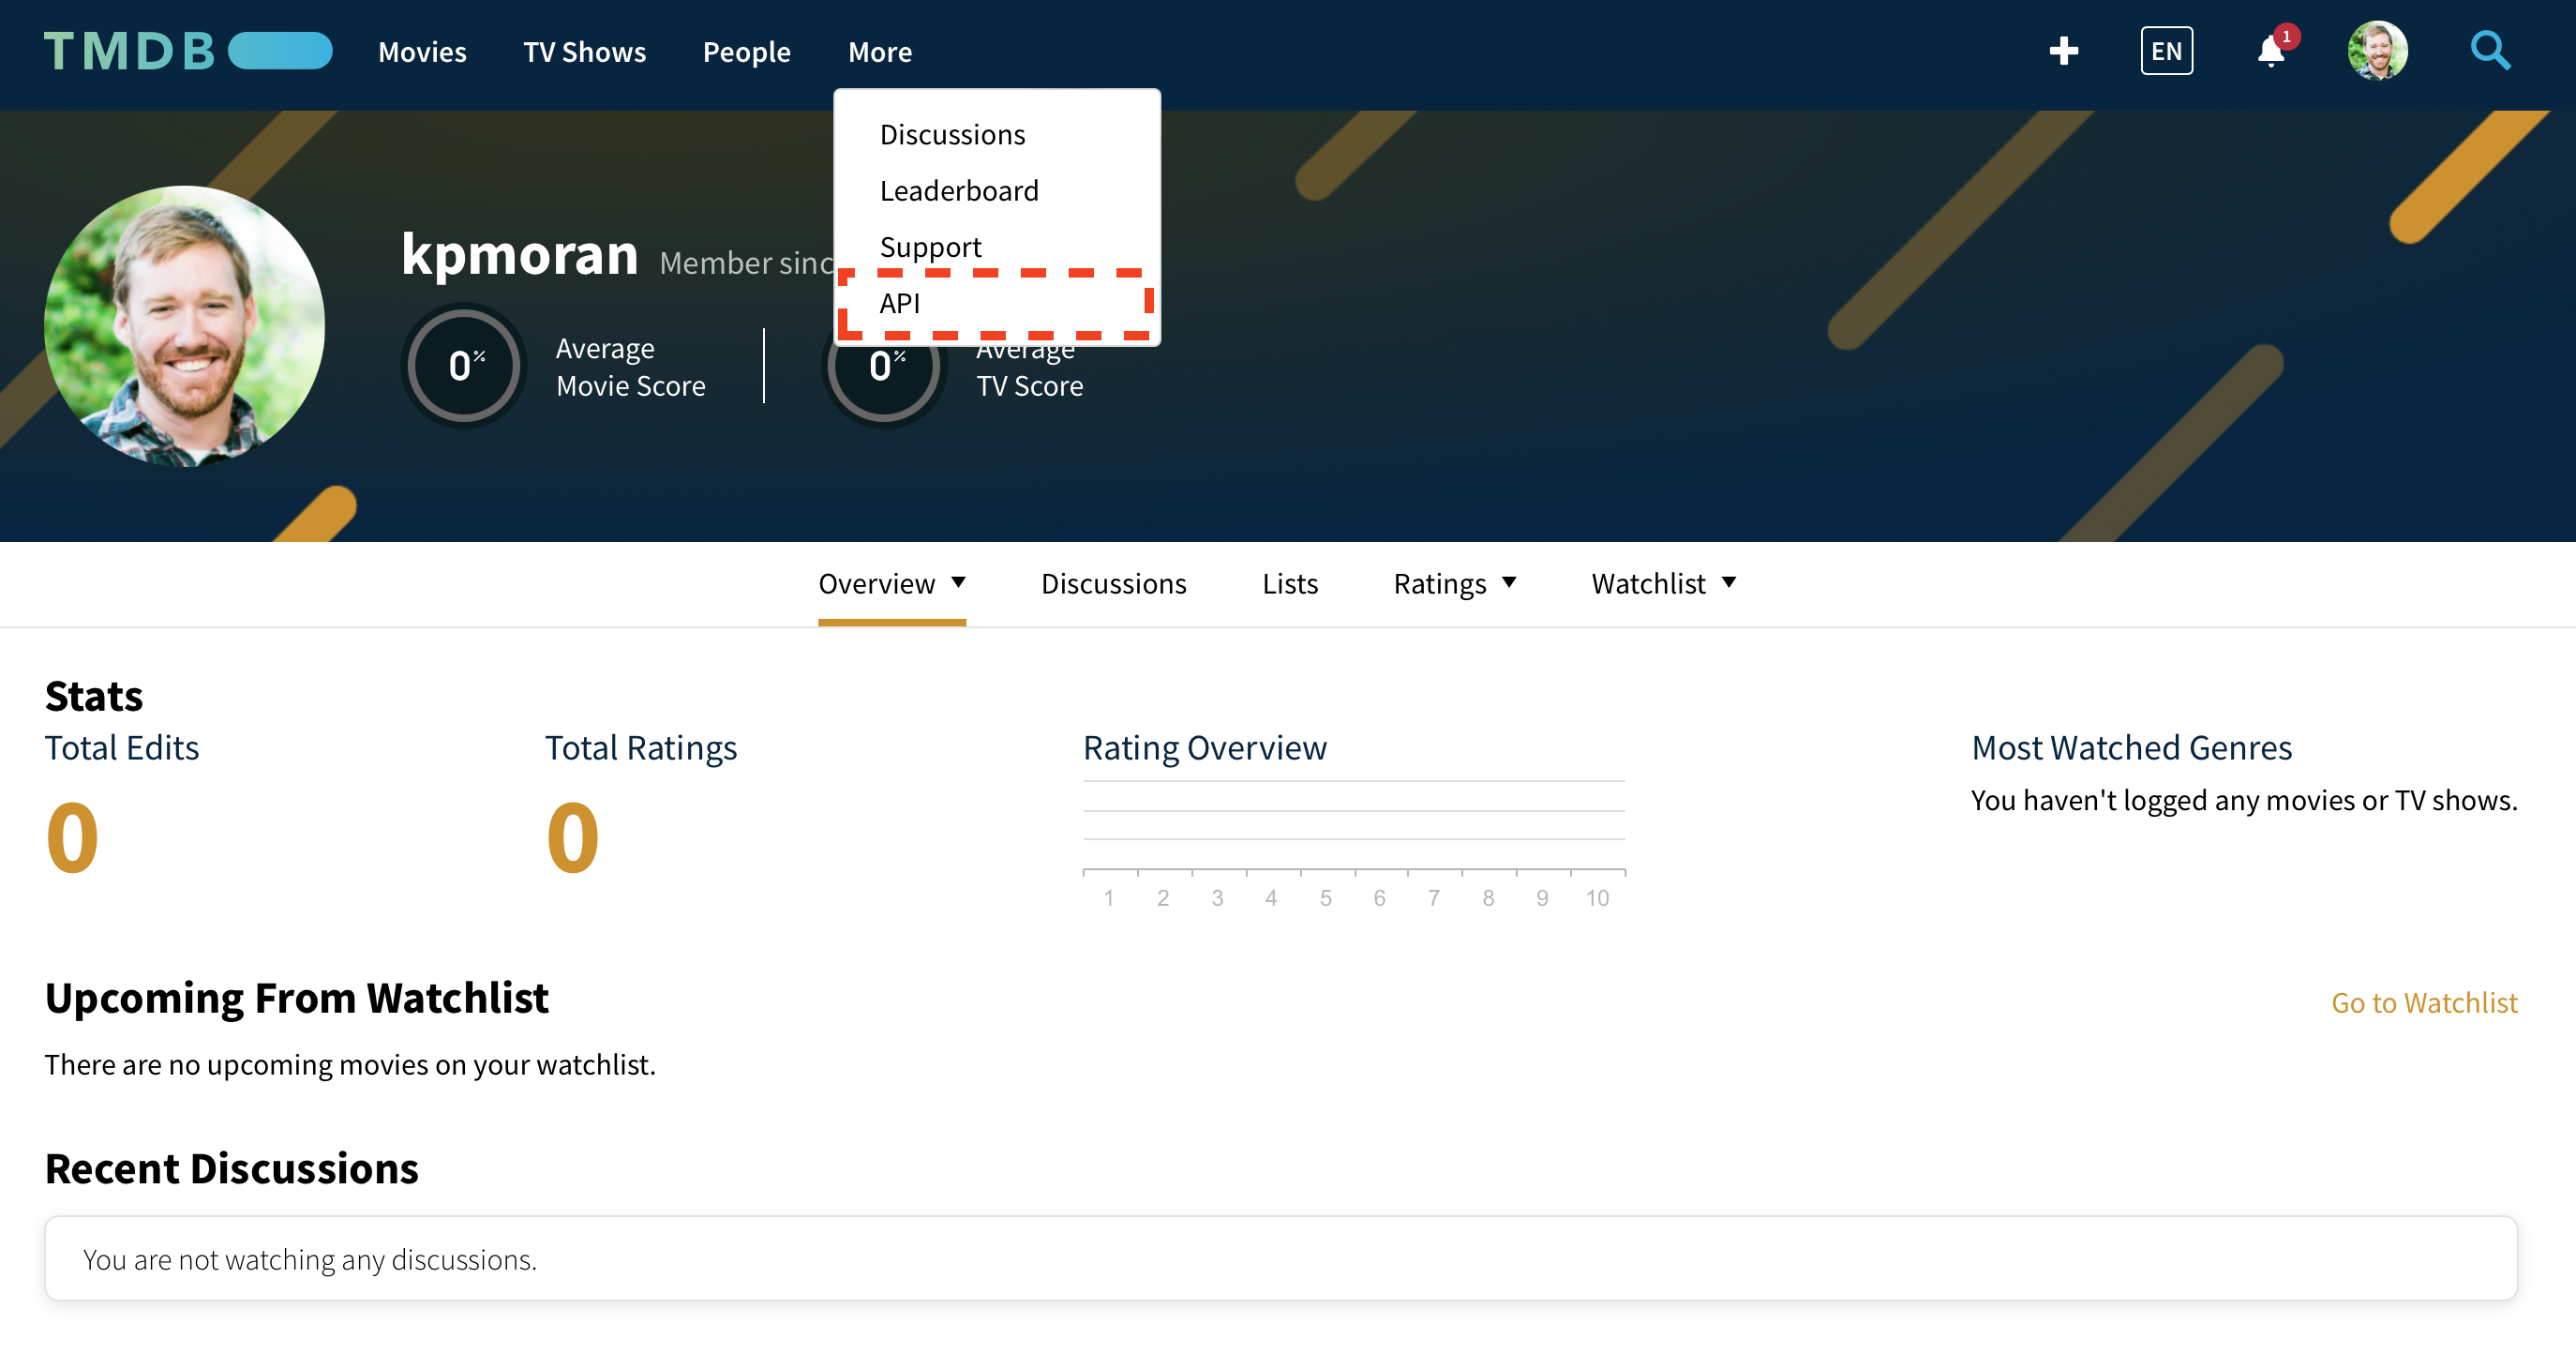 TMDB Movies TV Shows People More EN 1
Discussions
Leaderboard
Support
API
kpmoran Member sinc
0% Average
Movie Score
0% Average
TV Score
Overview Discussions Lists Ratings Watchlist
Stats
Total Edits
0
Total Ratings
0
Rating Overview
1 2 3 4 5 6 7 8 9 10
Most Watched Genres
You haven't logged any movies or TV shows.
Upcoming From Watchlist
Go to Watchlist
There are no upcoming movies on your watchlist.
Recent Discussions
You are not watching any discussions.